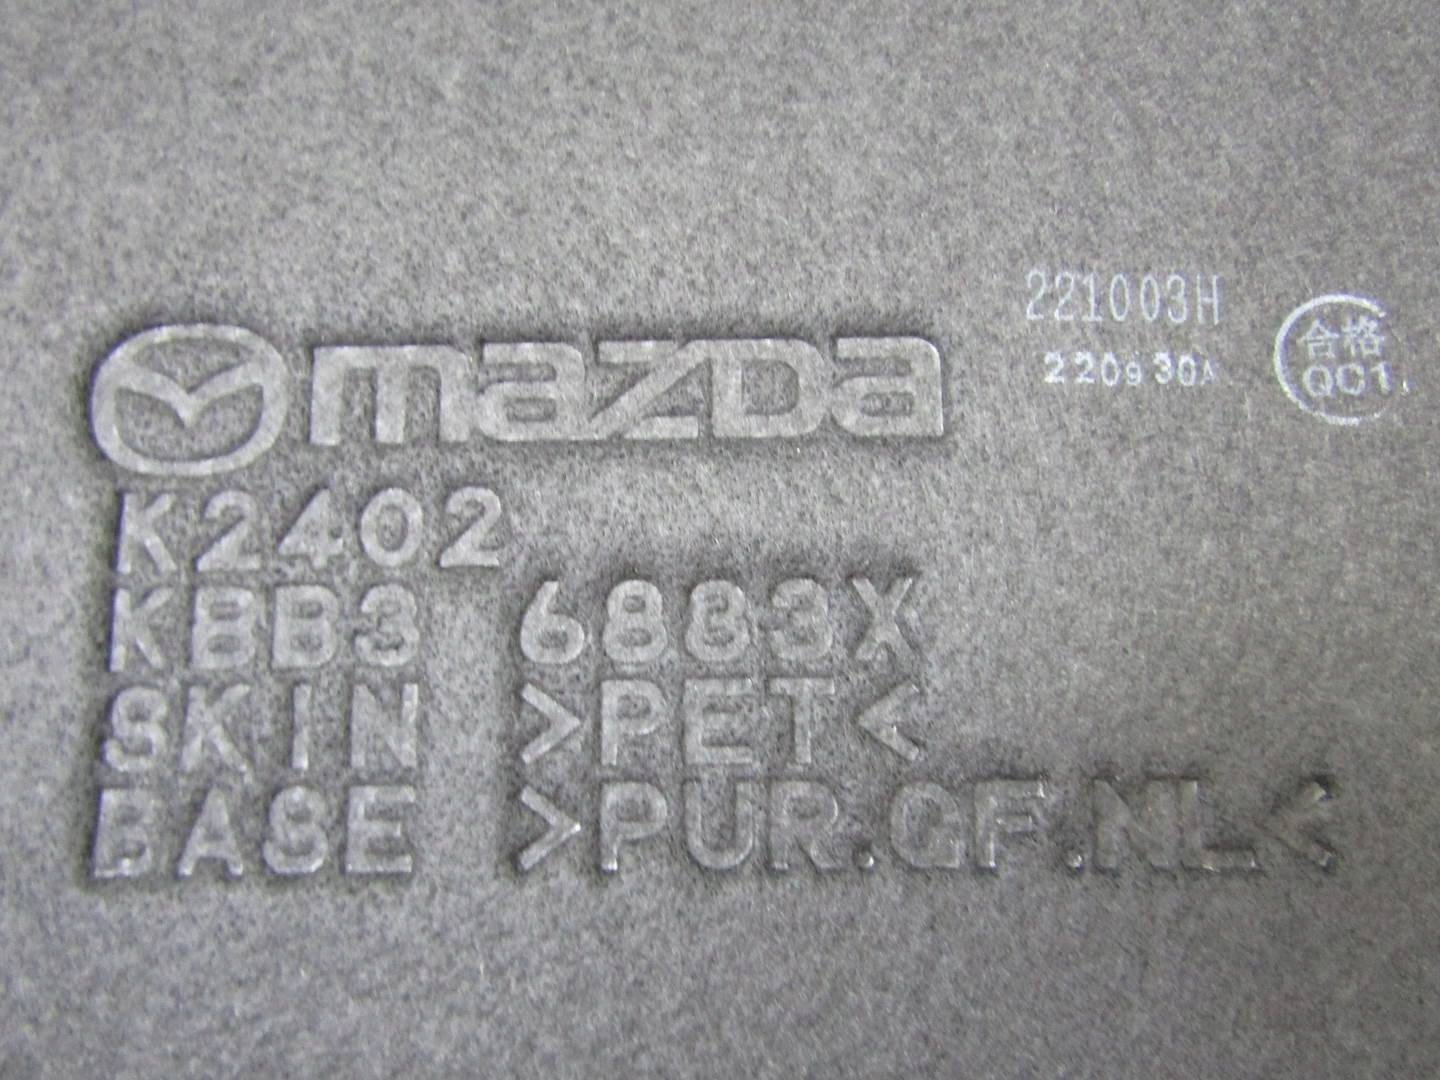 mazda
K2402
KBB3 6883X
SKIN >PET<
BASE >PUR.GF.NL<
221003H
220930A
合格
QC1